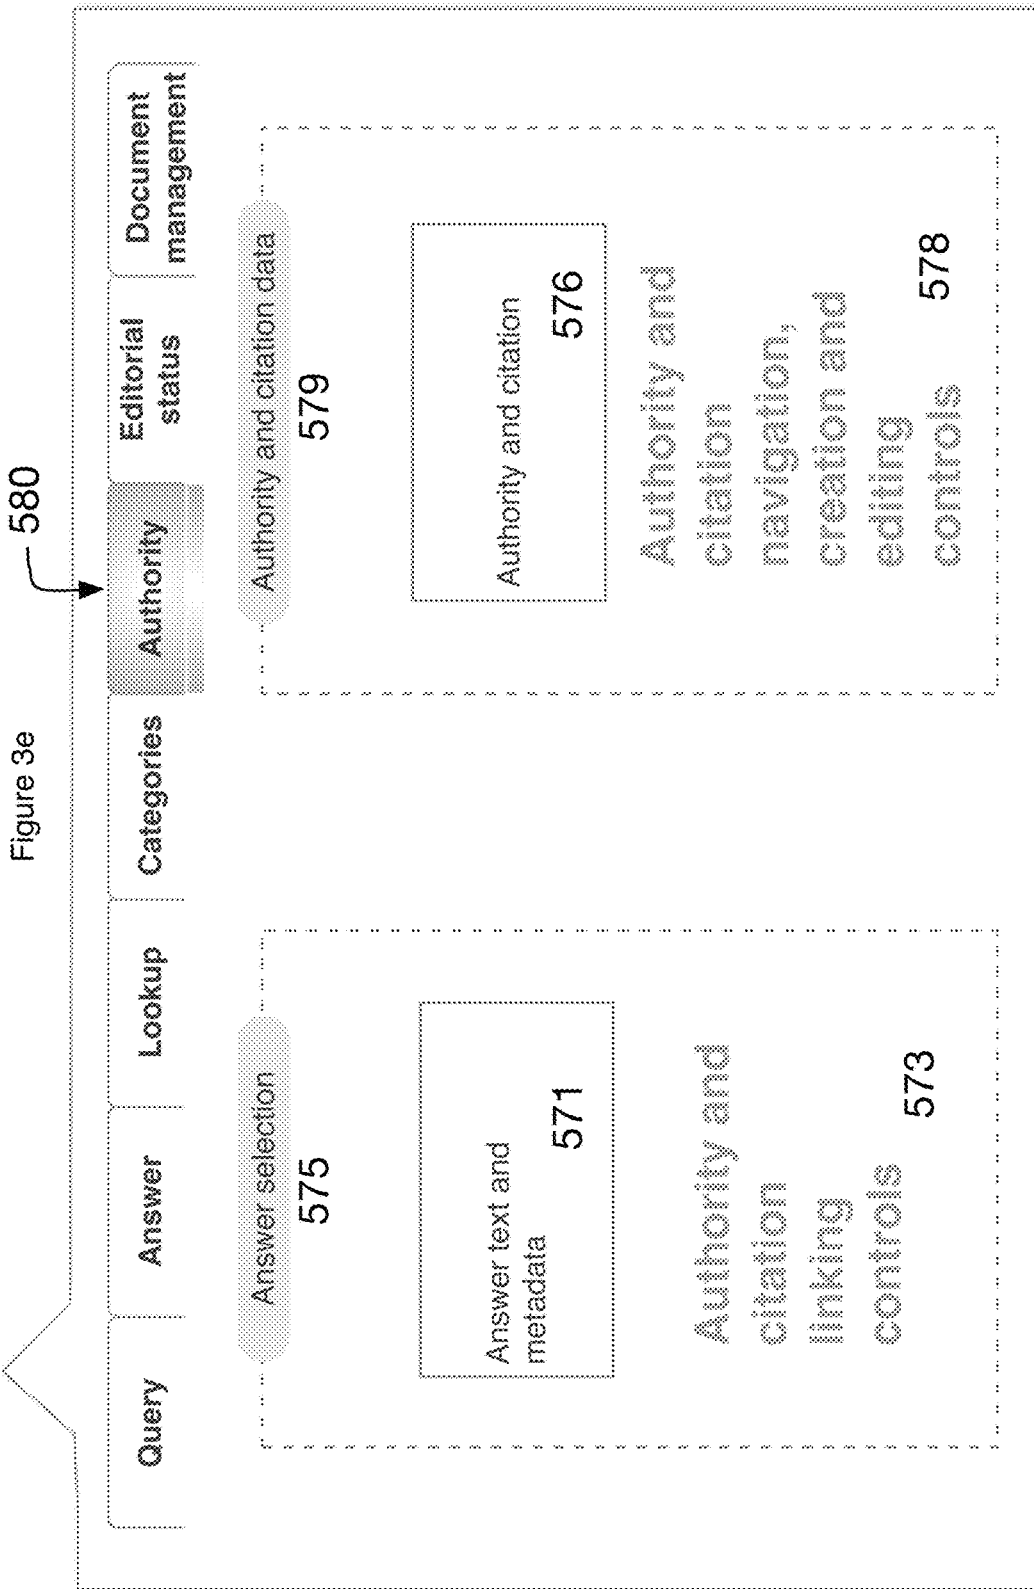 Figure 3e
580
Query
Answer
Lookup
Categories
Authority
Editorial
status
Document
management
Answer selection
575
Answer text and
metadata
571
Authority and
citation
linking
controls
573
Authority and citation data
579
Authority and citation
576
Authority and
citation
navigation,
creation and
editing
controls
578